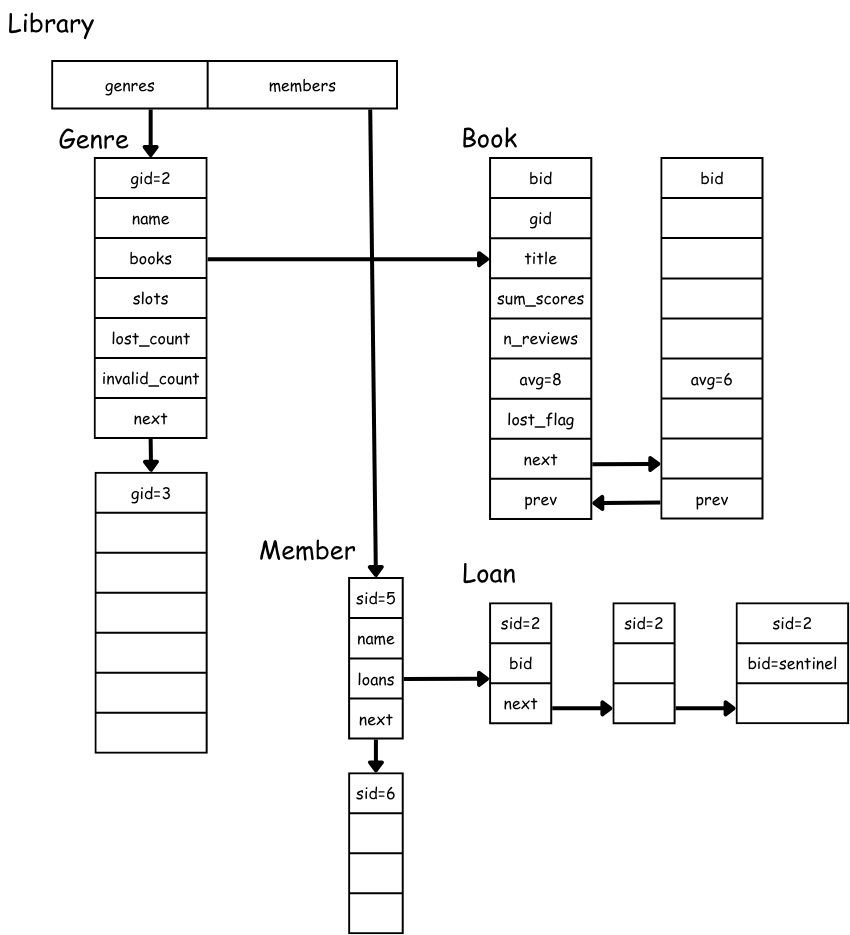 Library
genres
members
Genre
gid=2
name
books
slots
lost_count
invalid_count
next
gid=3
Book
bid
gid
title
sum_scores
n_reviews
avg=8
lost_flag
next
prev
bid
avg=6
prev
Member
sid=5
name
loans
next
sid=6
Loan
sid=2
bid
next
sid=2
sid=2
bid=sentinel